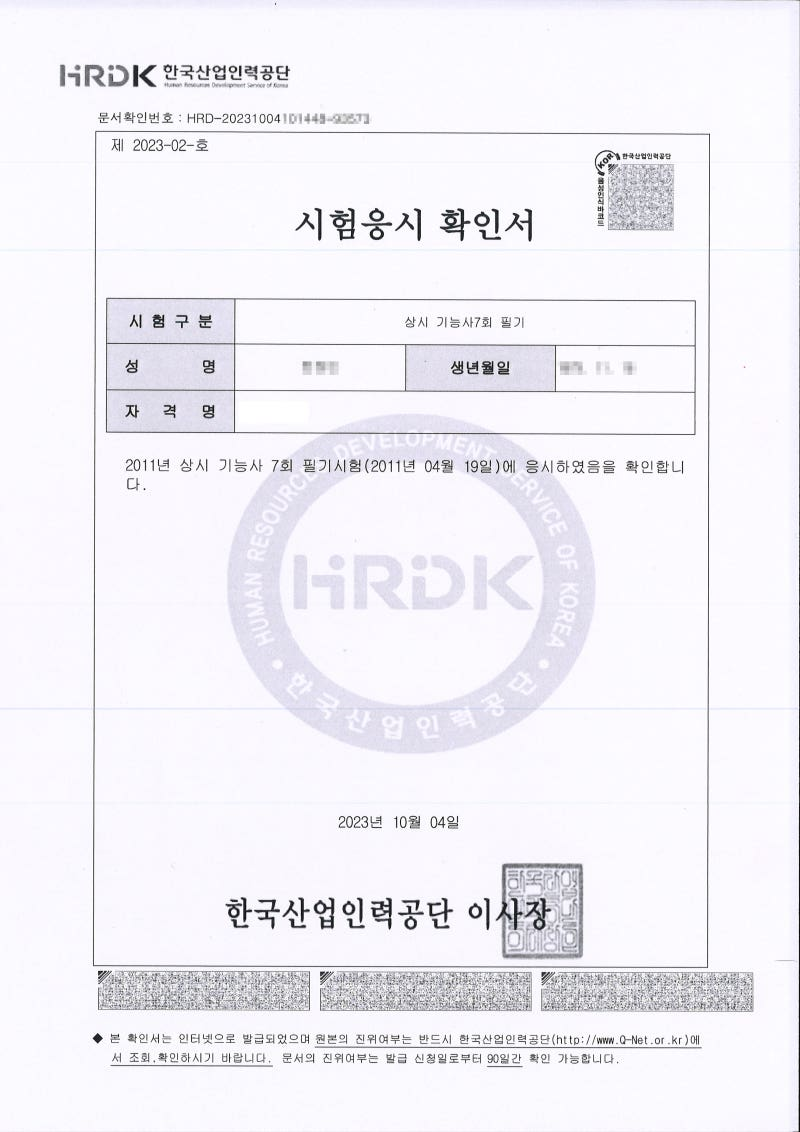 HRDK 한국산업인력공단
Human Resources Development Service of Korea
문서확인번호 : HRD-20231004
제 2023-02-호
KOR 한국산업인력공단
음성인식바코드
시험응시 확인서
시 험 구 분 상시 기능사7회 필기
성 명 생년월일
자 격 명
2011년 상시 기능사 7회 필기시험(2011년 04월 19일)에 응시하였음을 확인합니
다.
HUMAN RESOURCES DEVELOPMENT SERVICE OF KOREA
HRDK
한국산업인력공단
2023년 10월 04일
한국산업인력공단 이사장
◆ 본 확인서는 인터넷으로 발급되었으며 원본의 진위여부는 반드시 한국산업인력공단(http://www.Q-Net.or.kr)에
서 조회,확인하시기 바랍니다. 문서의 진위여부는 발급 신청일로부터 90일간 확인 가능합니다.